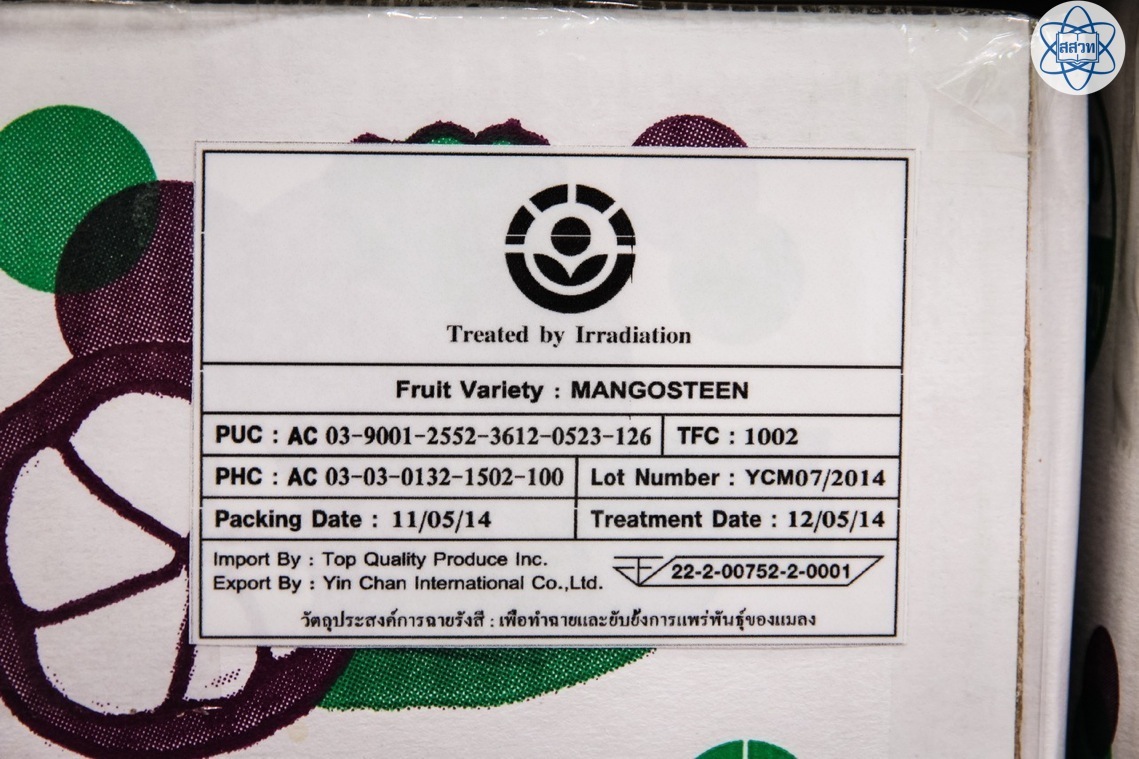 สสวท
Treated by Irradiation
Fruit Variety : MANGOSTEEN
PUC : AC 03-9001-2552-3612-0523-126 TFC : 1002
PHC : AC 03-03-0132-1502-100 Lot Number : YCM07/2014
Packing Date : 11/05/14 Treatment Date : 12/05/14
Import By : Top Quality Produce Inc.
Export By : Yin Chan International Co.,Ltd.
22-2-00752-2-0001
วัตถุประสงค์การฉายรังสี : เพื่อทำฉายและยับยั้งการแพร่พันธุ์ของแมลง